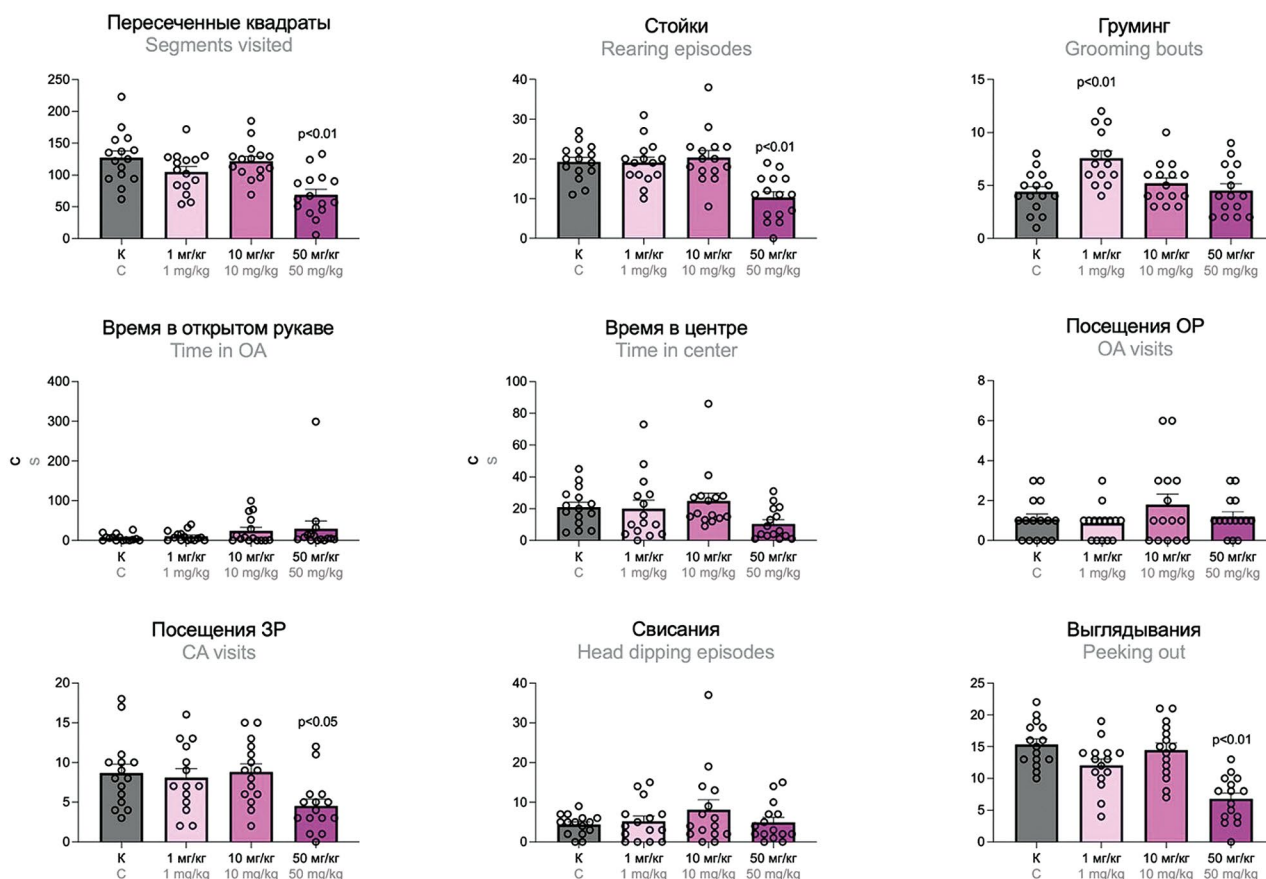 Пересеченные квадраты
Segments visited
250
200
150
100
50
0
p<0.01
К 1 мг/кг 10 мг/кг 50 мг/кг
C 1 mg/kg 10 mg/kg 50 mg/kg
Стойки
Rearing episodes
40
30
20
10
0
p<0.01
К 1 мг/кг 10 мг/кг 50 мг/кг
C 1 mg/kg 10 mg/kg 50 mg/kg
Груминг
Grooming bouts
15
10
5
0
p<0.01
К 1 мг/кг 10 мг/кг 50 мг/кг
C 1 mg/kg 10 mg/kg 50 mg/kg
Время в открытом рукаве
Time in OA
400
300
200
100
0
С
S
К 1 мг/кг 10 мг/кг 50 мг/кг
C 1 mg/kg 10 mg/kg 50 mg/kg
Время в центре
Time in center
100
80
60
40
20
0
С
S
К 1 мг/кг 10 мг/кг 50 мг/кг
C 1 mg/kg 10 mg/kg 50 mg/kg
Посещения ОР
OA visits
8
6
4
2
0
К 1 мг/кг 10 мг/кг 50 мг/кг
C 1 mg/kg 10 mg/kg 50 mg/kg
Посещения ЗР
CA visits
20
15
10
5
0
p<0.05
К 1 мг/кг 10 мг/кг 50 мг/кг
C 1 mg/kg 10 mg/kg 50 mg/kg
Свисания
Head dipping episodes
40
30
20
10
0
К 1 мг/кг 10 мг/кг 50 мг/кг
C 1 mg/kg 10 mg/kg 50 mg/kg
Выглядывания
Peeking out
25
20
15
10
5
0
p<0.01
К 1 мг/кг 10 мг/кг 50 мг/кг
C 1 mg/kg 10 mg/kg 50 mg/kg